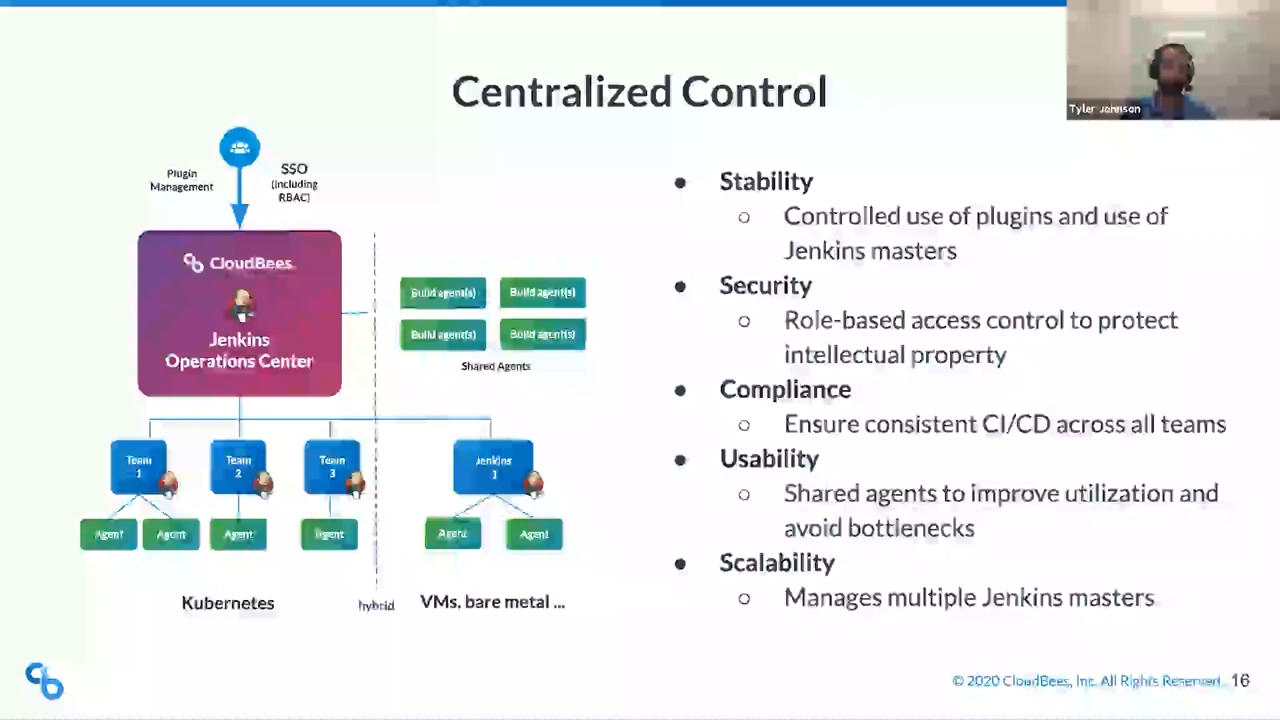 Centralized Control
Tyler Johnson
Plugin
Management
SSO
(including
RBAC)
CloudBees
Jenkins
Operations Center
Build agent(s)
Build agent(s)
Build agent(s)
Build agent(s)
Shared Agents
Team
1
Team
2
Team
3
Jenkins
1
Agent
Agent
Agent
Agent
Agent
Agent
Kubernetes
hybrid
VMs, bare metal ...
● Stability
○ Controlled use of plugins and use of
Jenkins masters
● Security
○ Role-based access control to protect
intellectual property
● Compliance
○ Ensure consistent CI/CD across all teams
● Usability
○ Shared agents to improve utilization and
avoid bottlenecks
● Scalability
○ Manages multiple Jenkins masters
© 2020 CloudBees, Inc. All Rights Reserved. 16